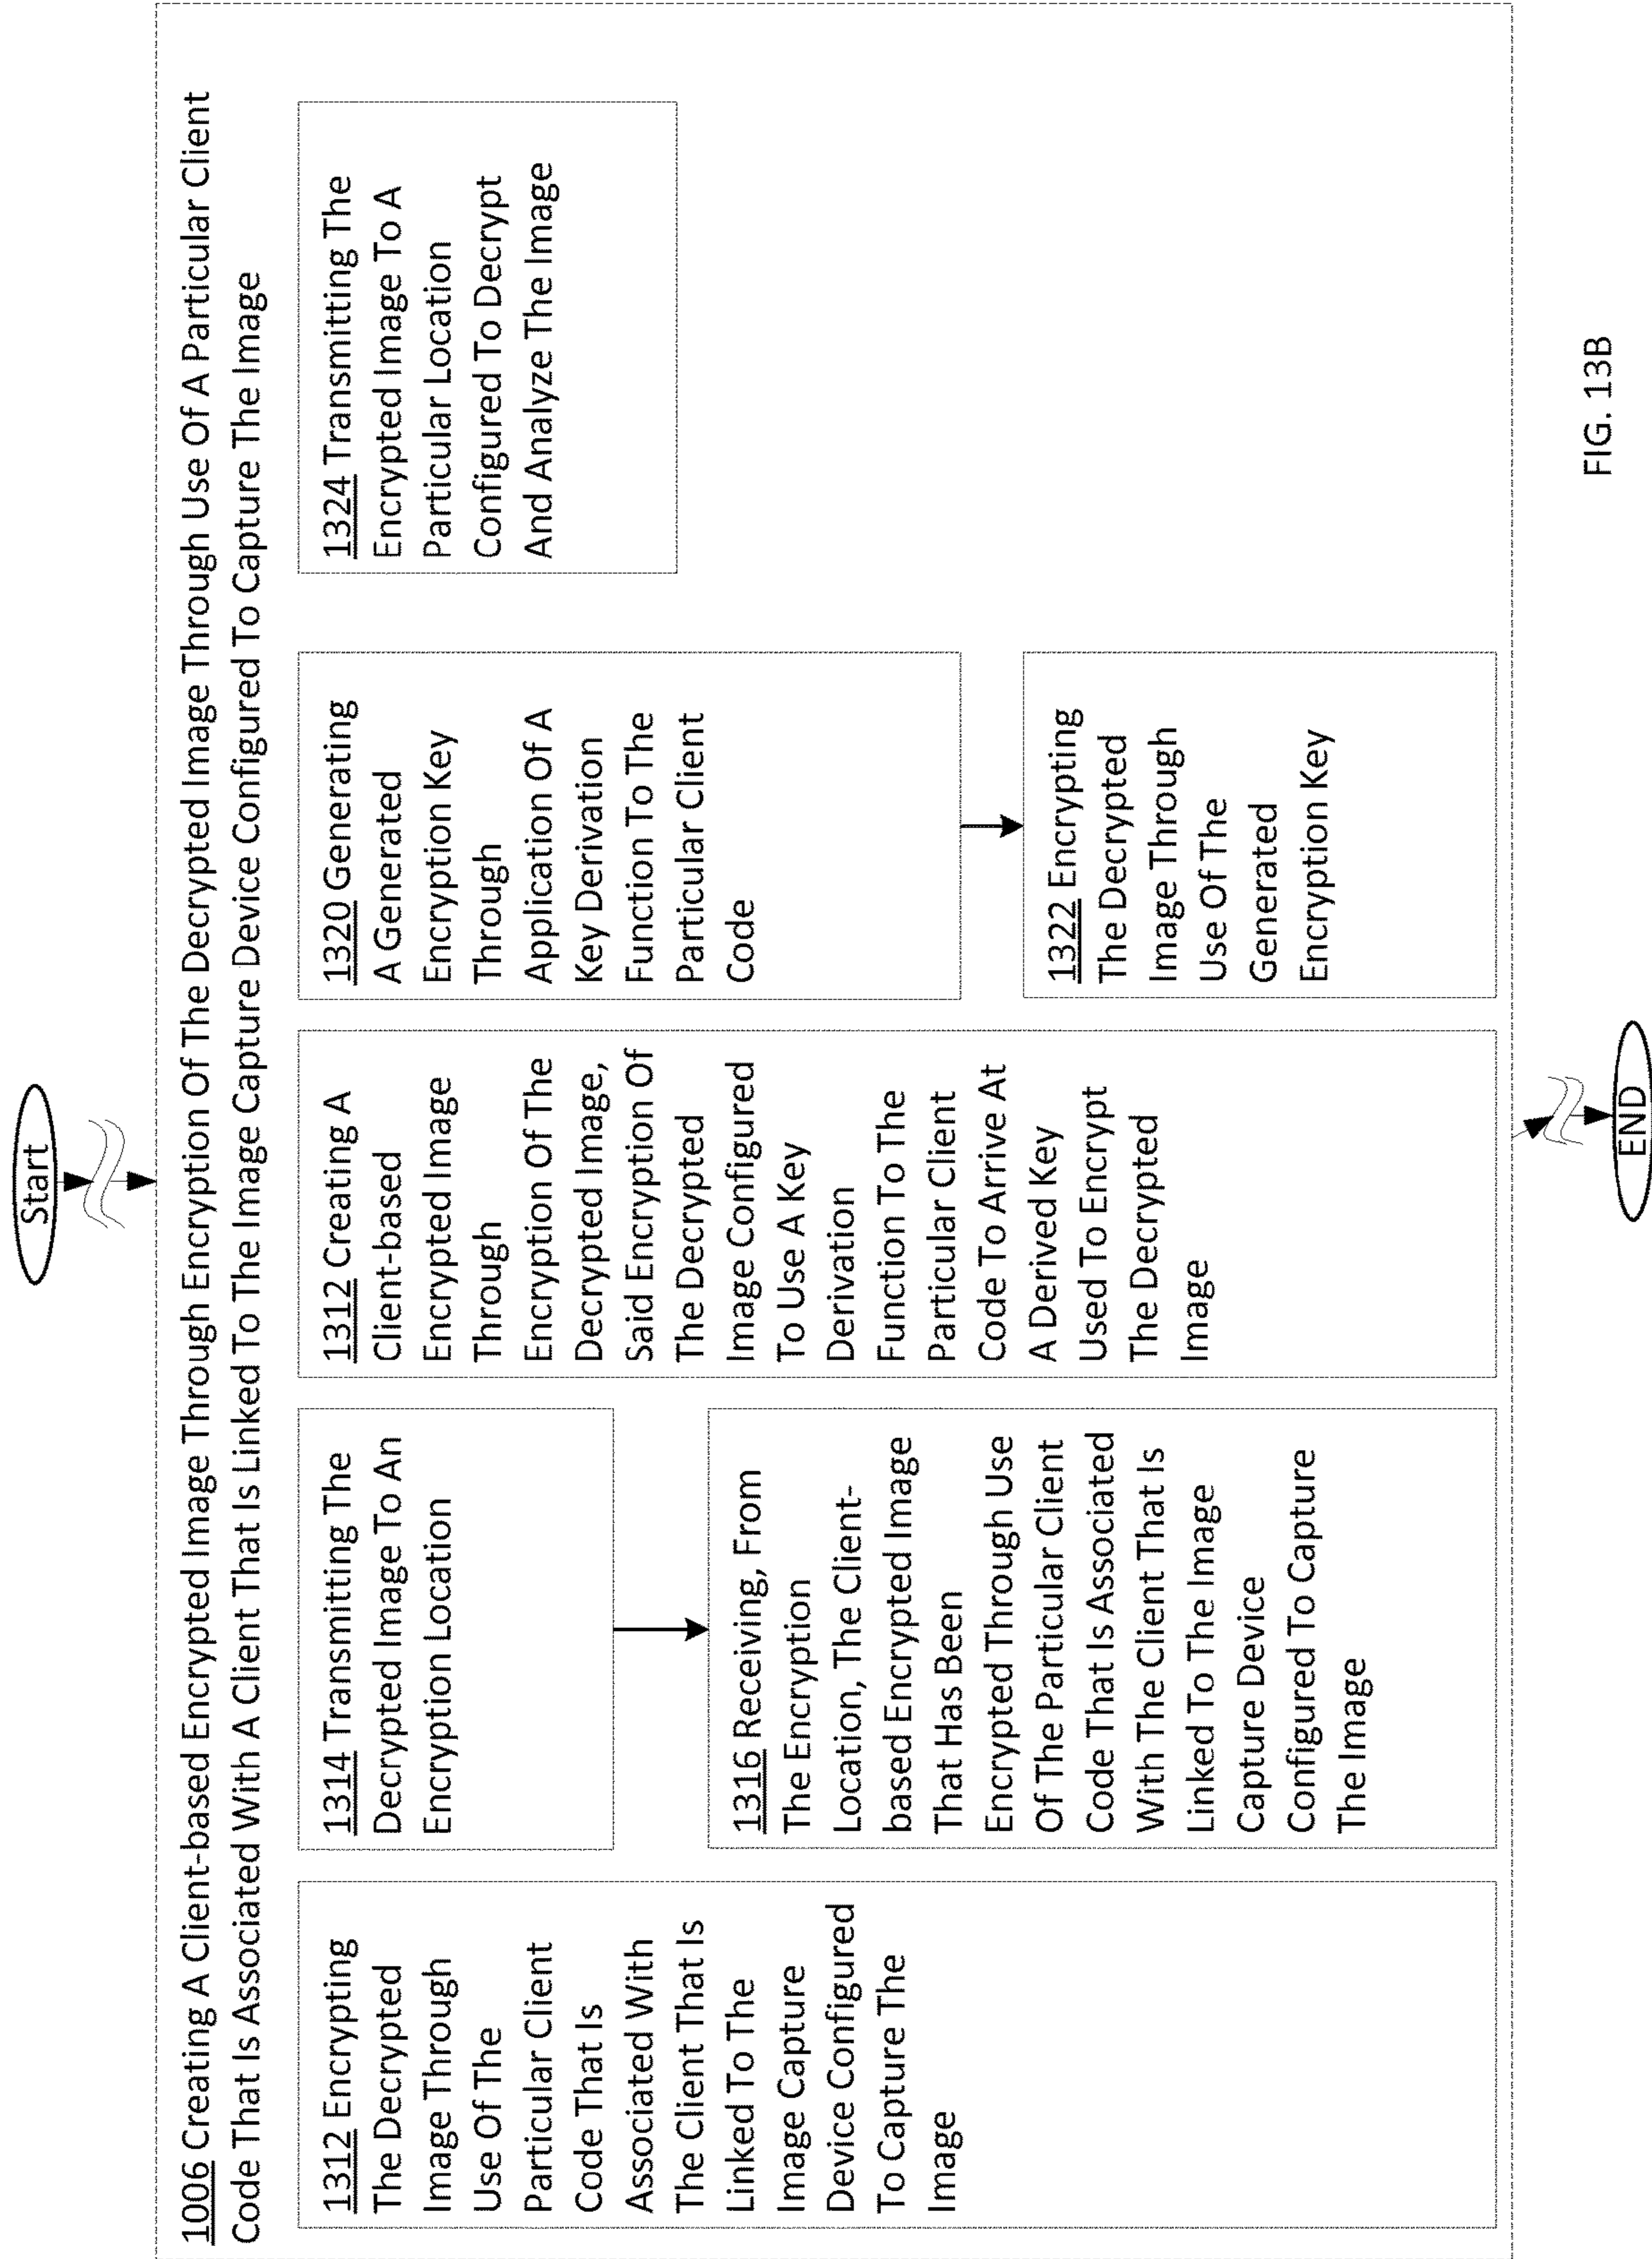 Start
1006 Creating A Client-based Encrypted Image Through Encryption Of The Decrypted Image Through Use Of A Particular Client
Code That Is Associated With A Client That Is Linked To The Image Capture Device Configured To Capture The Image
1312 Encrypting
The Decrypted
Image Through
Use Of The
Particular Client
Code That Is
Associated With
The Client That Is
Linked To The
Image Capture
Device Configured
To Capture The
Image
1314 Transmitting The
Decrypted Image To An
Encryption Location
1316 Receiving, From
The Encryption
Location, The Client-
based Encrypted Image
That Has Been
Encrypted Through Use
Of The Particular Client
Code That Is Associated
With The Client That Is
Linked To The Image
Capture Device
Configured To Capture
The Image
1312 Creating A
Client-based
Encrypted Image
Through
Encryption Of The
Decrypted Image,
Said Encryption Of
The Decrypted
Image Configured
To Use A Key
Derivation
Function To The
Particular Client
Code To Arrive At
A Derived Key
Used To Encrypt
The Decrypted
Image
1320 Generating
A Generated
Encryption Key
Through
Application Of A
Key Derivation
Function To The
Particular Client
Code
1322 Encrypting
The Decrypted
Image Through
Use Of The
Generated
Encryption Key
1324 Transmitting The
Encrypted Image To A
Particular Location
Configured To Decrypt
And Analyze The Image
END
FIG. 13B